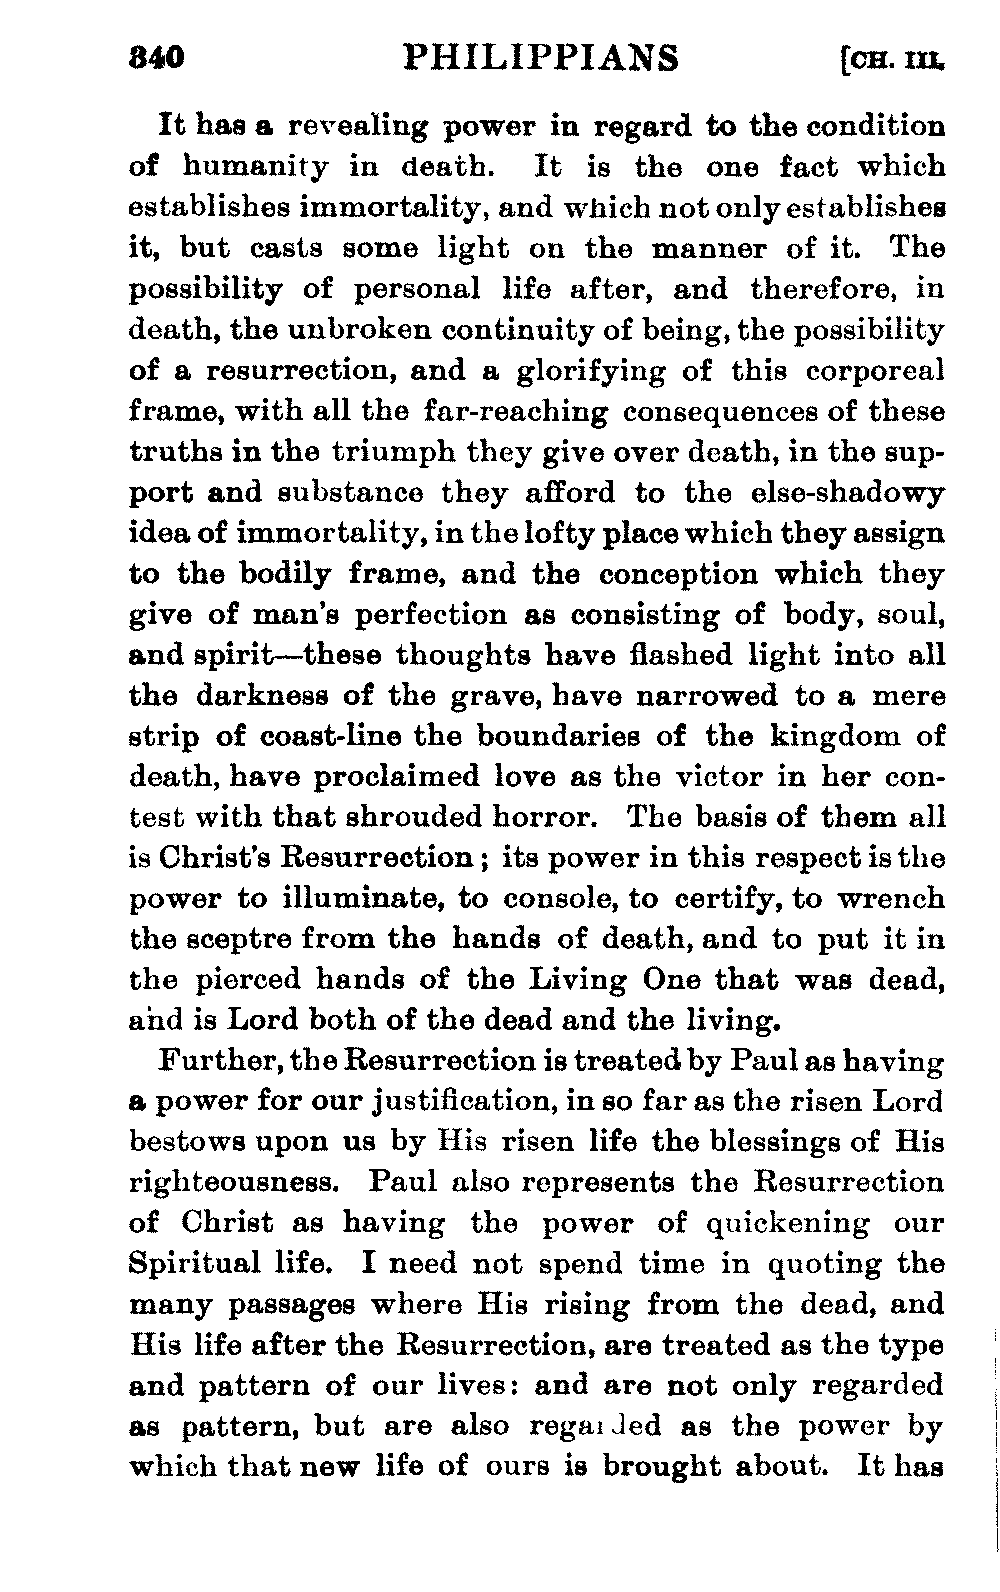 340 PHILIPPIANS [CH. III.
It has a revealing power in regard to the condition
of humanity in death. It is the one fact which
establishes immortality, and which not only establishes
it, but casts some light on the manner of it. The
possibility of personal life after, and therefore, in
death, the unbroken continuity of being, the possibility
of a resurrection, and a glorifying of this corporeal
frame, with all the far-reaching consequences of these
truths in the triumph they give over death, in the sup-
port and substance they afford to the else-shadowy
idea of immortality, in the lofty place which they assign
to the bodily frame, and the conception which they
give of man's perfection as consisting of body, soul,
and spirit—these thoughts have flashed light into all
the darkness of the grave, have narrowed to a mere
strip of coast-line the boundaries of the kingdom of
death, have proclaimed love as the victor in her con-
test with that shrouded horror. The basis of them all
is Christ's Resurrection; its power in this respect is the
power to illuminate, to console, to certify, to wrench
the sceptre from the hands of death, and to put it in
the pierced hands of the Living One that was dead,
and is Lord both of the dead and the living.
Further, the Resurrection is treated by Paul as having
a power for our justification, in so far as the risen Lord
bestows upon us by His risen life the blessings of His
righteousness. Paul also represents the Resurrection
of Christ as having the power of quickening our
Spiritual life. I need not spend time in quoting the
many passages where His rising from the dead, and
His life after the Resurrection, are treated as the type
and pattern of our lives: and are not only regarded
as pattern, but are also regarded as the power by
which that new life of ours is brought about. It has